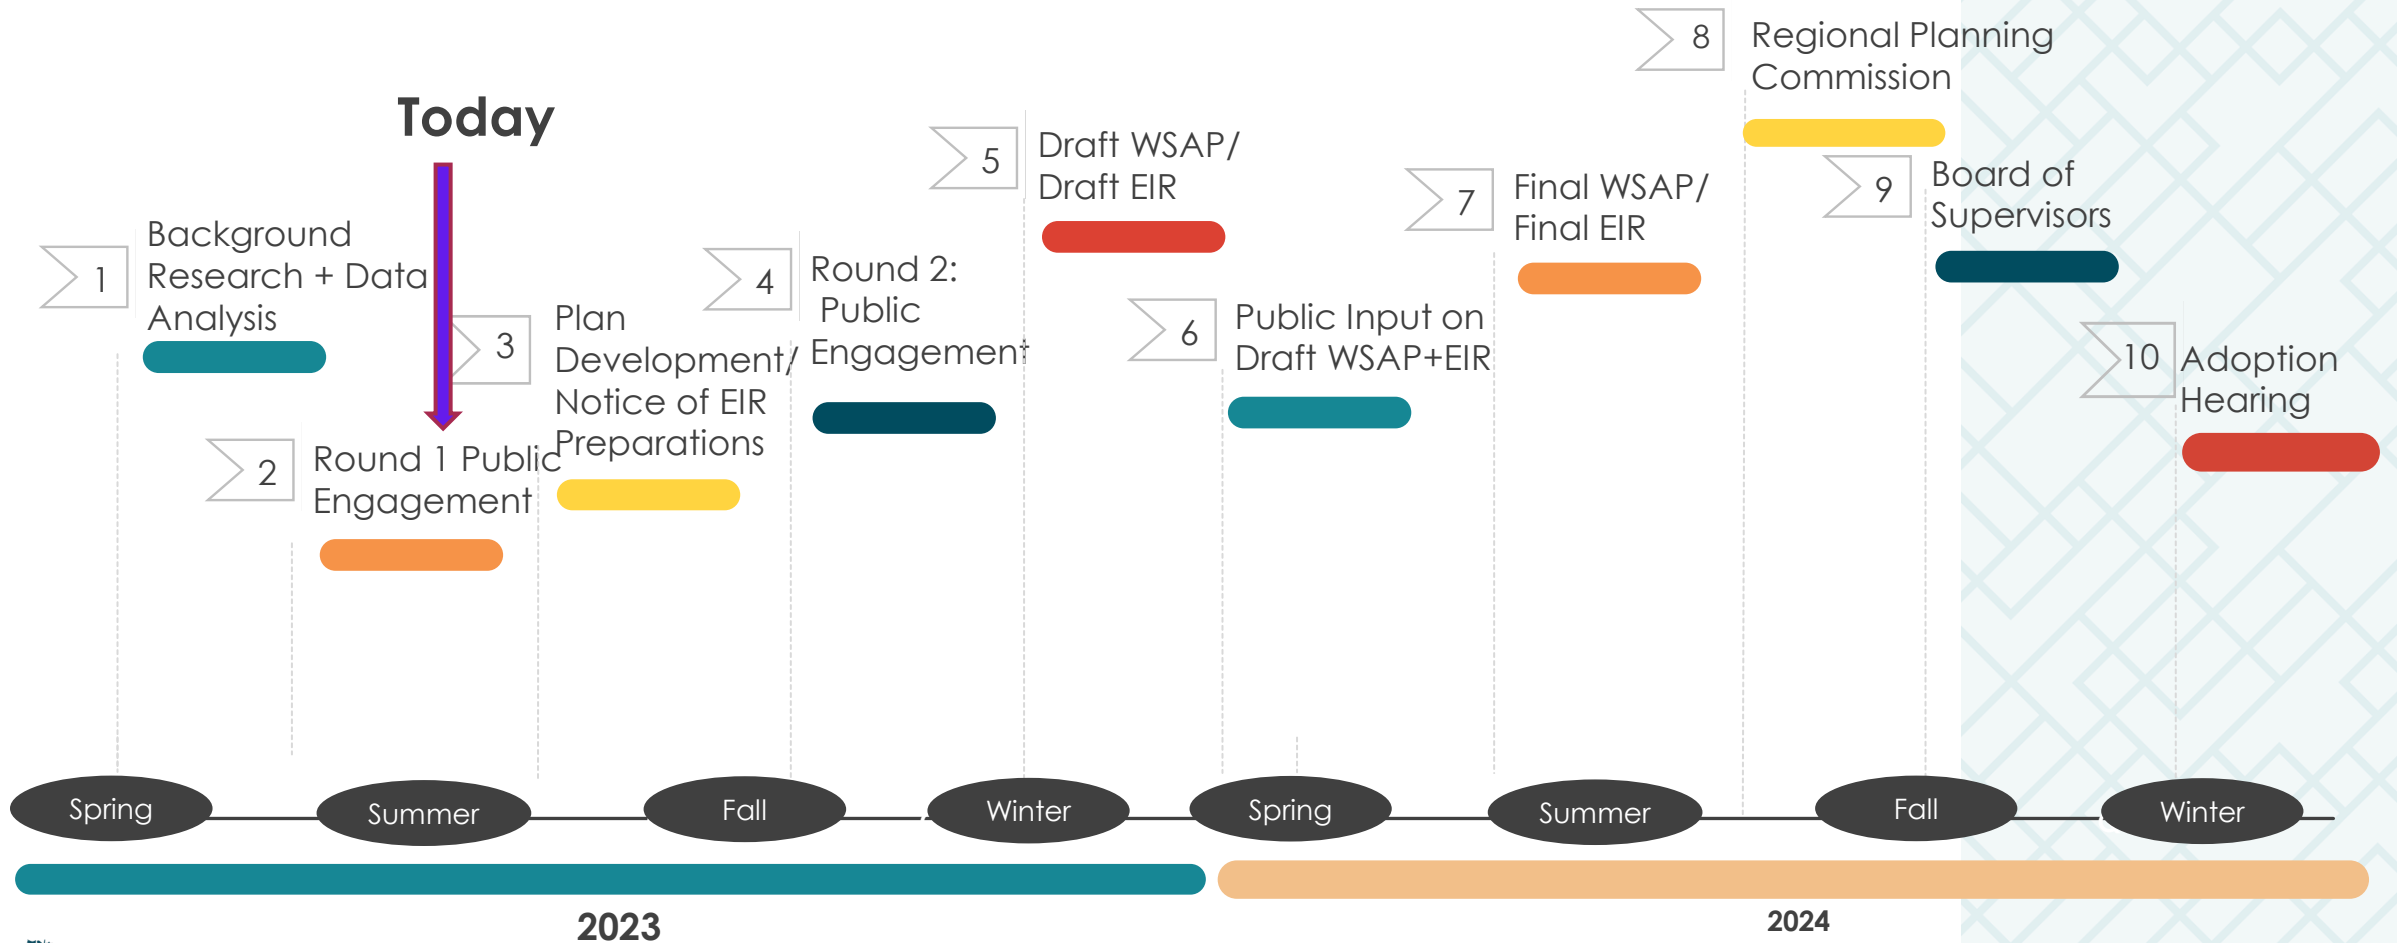 Today
1
Background
Research + Data
Analysis
2
Round 1 Public
Engagement
3
Plan
Development/
Notice of EIR
Preparations
4
Round 2:
Public
Engagement
5
Draft WSAP/
Draft EIR
6
Public Input on
Draft WSAP+EIR
7
Final WSAP/
Final EIR
8
Regional Planning
Commission
9
Board of
Supervisors
10
Adoption
Hearing
Spring
Summer
Fall
Winter
Spring
Summer
Fall
Winter
2023
2024